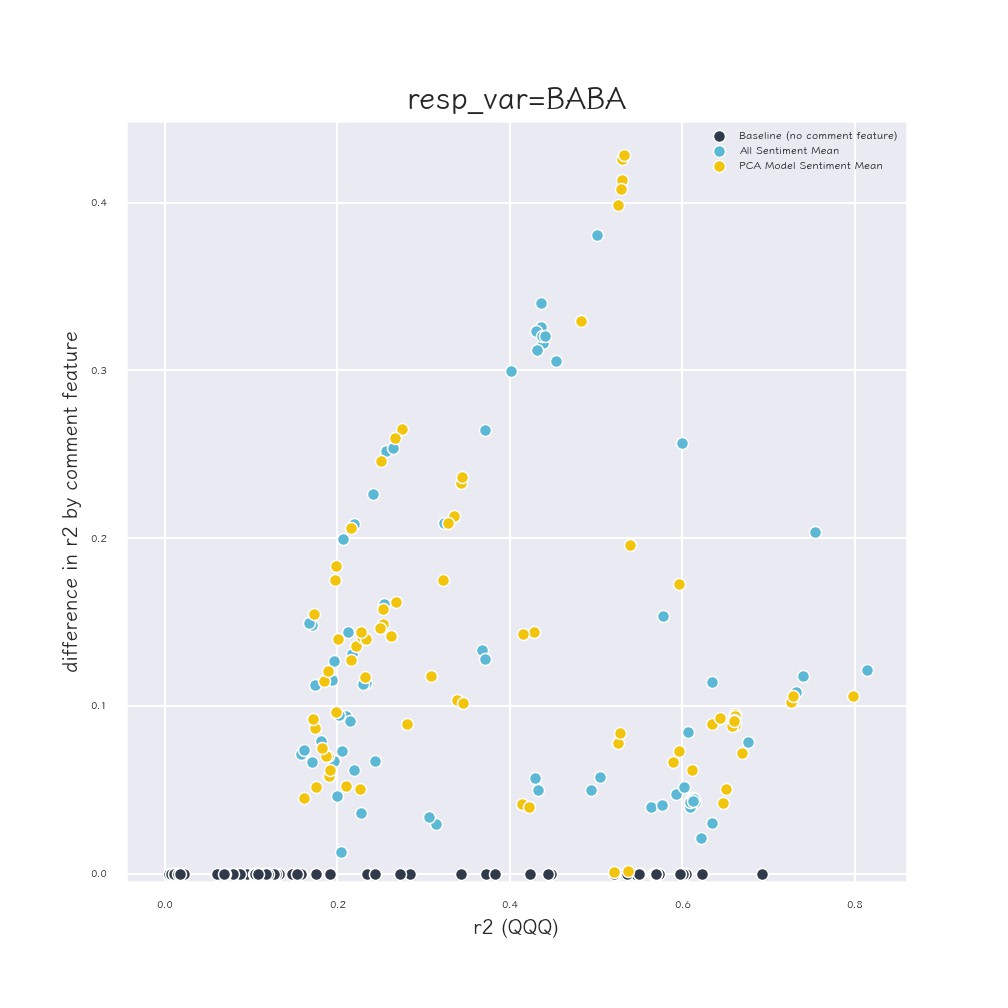 resp_var=BABA
Baseline (no comment feature)
All Sentiment Mean
PCA Model Sentiment Mean
difference in r2 by comment feature
0.4
0.3
0.2
0.1
0.0
0.0 0.2 0.4 0.6 0.8
r2 (QQQ)